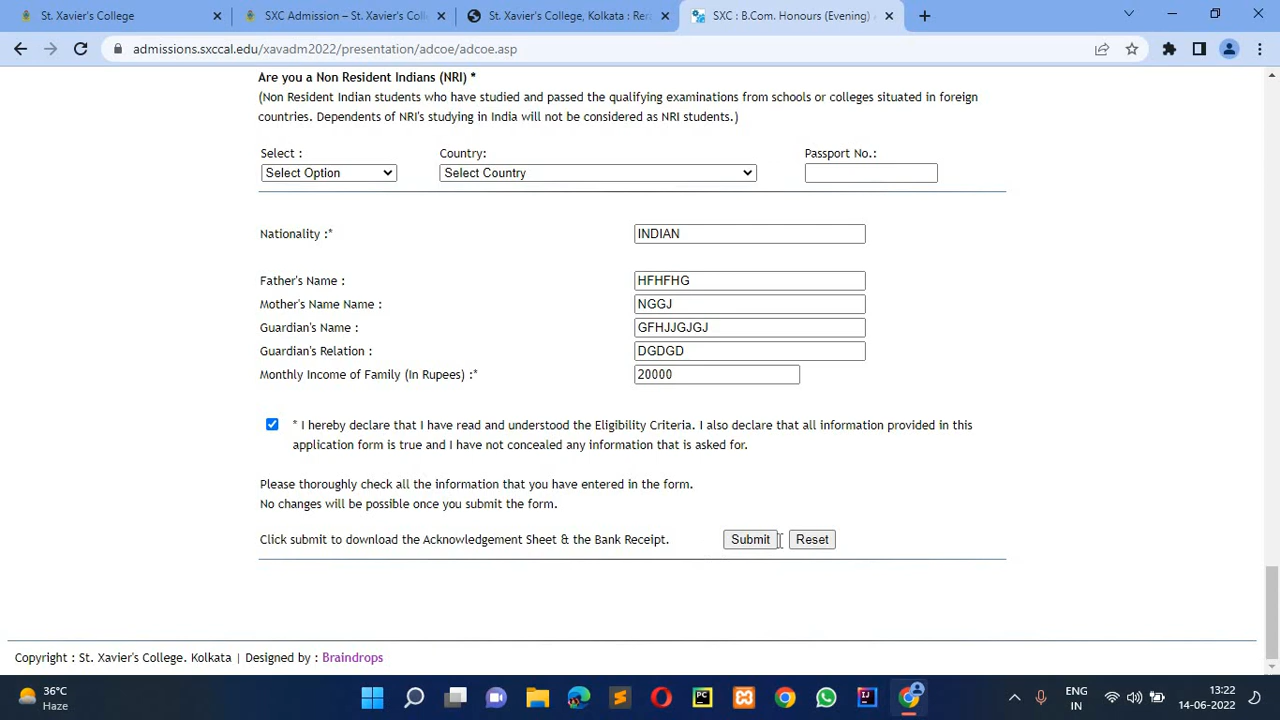 St. Xavier's College
SXC Admission – St. Xavier's Col
St. Xavier's College, Kolkata : Ren
SXC : B.Com. Honours (Evening)
admissions.sxccal.edu/xavadm2022/presentation/adcoe/adcoe.asp
Are you a Non Resident Indians (NRI) *
(Non Resident Indian students who have studied and passed the qualifying examinations from schools or colleges situated in foreign
countries. Dependents of NRI's studying in India will not be considered as NRI students.)
Select : Country: Passport No.:
Select Option Select Country
Nationality :* INDIAN
Father's Name : HFHFHG
Mother's Name Name : NGGJ
Guardian's Name : GFHJJGJGJ
Guardian's Relation : DGDGD
Monthly Income of Family (In Rupees) :* 20000
* I hereby declare that I have read and understood the Eligibility Criteria. I also declare that all information provided in this
application form is true and I have not concealed any information that is asked for.
Please thoroughly check all the information that you have entered in the form.
No changes will be possible once you submit the form.
Click submit to download the Acknowledgement Sheet & the Bank Receipt. Submit Reset
Copyright : St. Xavier's College. Kolkata | Designed by : Braindrops
36°C
Haze
ENG
IN
13:22
14-06-2022